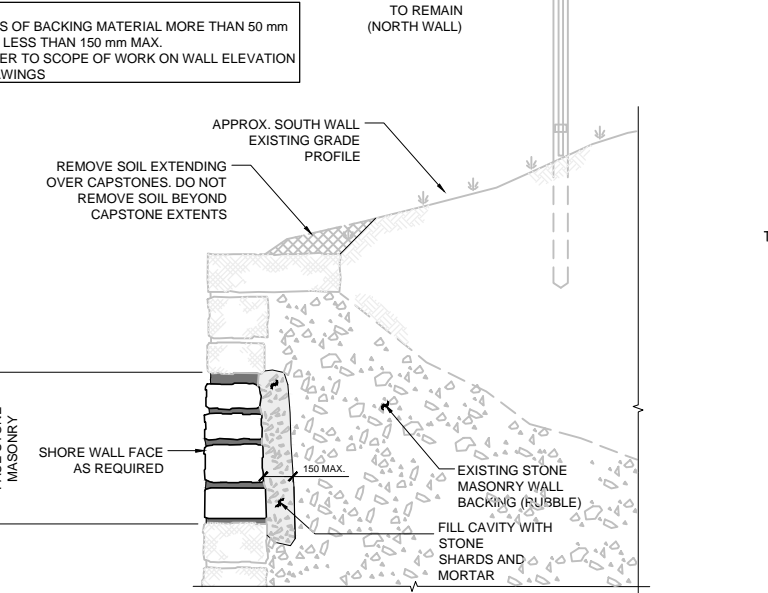 S OF BACKING MATERIAL MORE THAN 50 mm
LESS THAN 150 mm MAX.
ER TO SCOPE OF WORK ON WALL ELEVATION
AWINGS
TO REMAIN
(NORTH WALL)
APPROX. SOUTH WALL
EXISTING GRADE
PROFILE
REMOVE SOIL EXTENDING
OVER CAPSTONES. DO NOT
REMOVE SOIL BEYOND
CAPSTONE EXTENTS
MASONRY
SHORE WALL FACE
AS REQUIRED
150 MAX.
EXISTING STONE
MASONRY WALL
BACKING (RUBBLE)
FILL CAVITY WITH
STONE
SHARDS AND
MORTAR